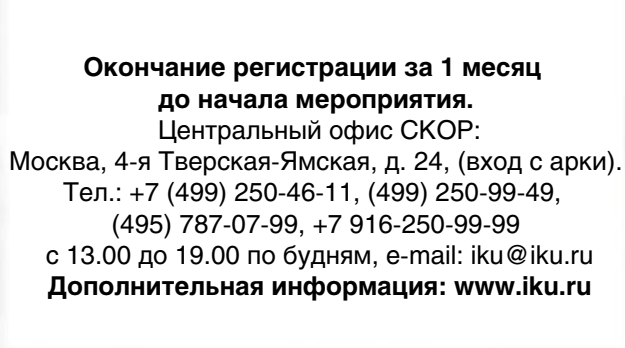 Окончание регистрации за 1 месяц
до начала мероприятия.
Центральный офис СКОР:
Москва, 4-я Тверская-Ямская, д. 24, (вход с арки).
Тел.: +7 (499) 250-46-11, (499) 250-99-49,
(495) 787-07-99, +7 916-250-99-99
с 13.00 до 19.00 по будням, e-mail: iku@iku.ru
Дополнительная информация: www.iku.ru